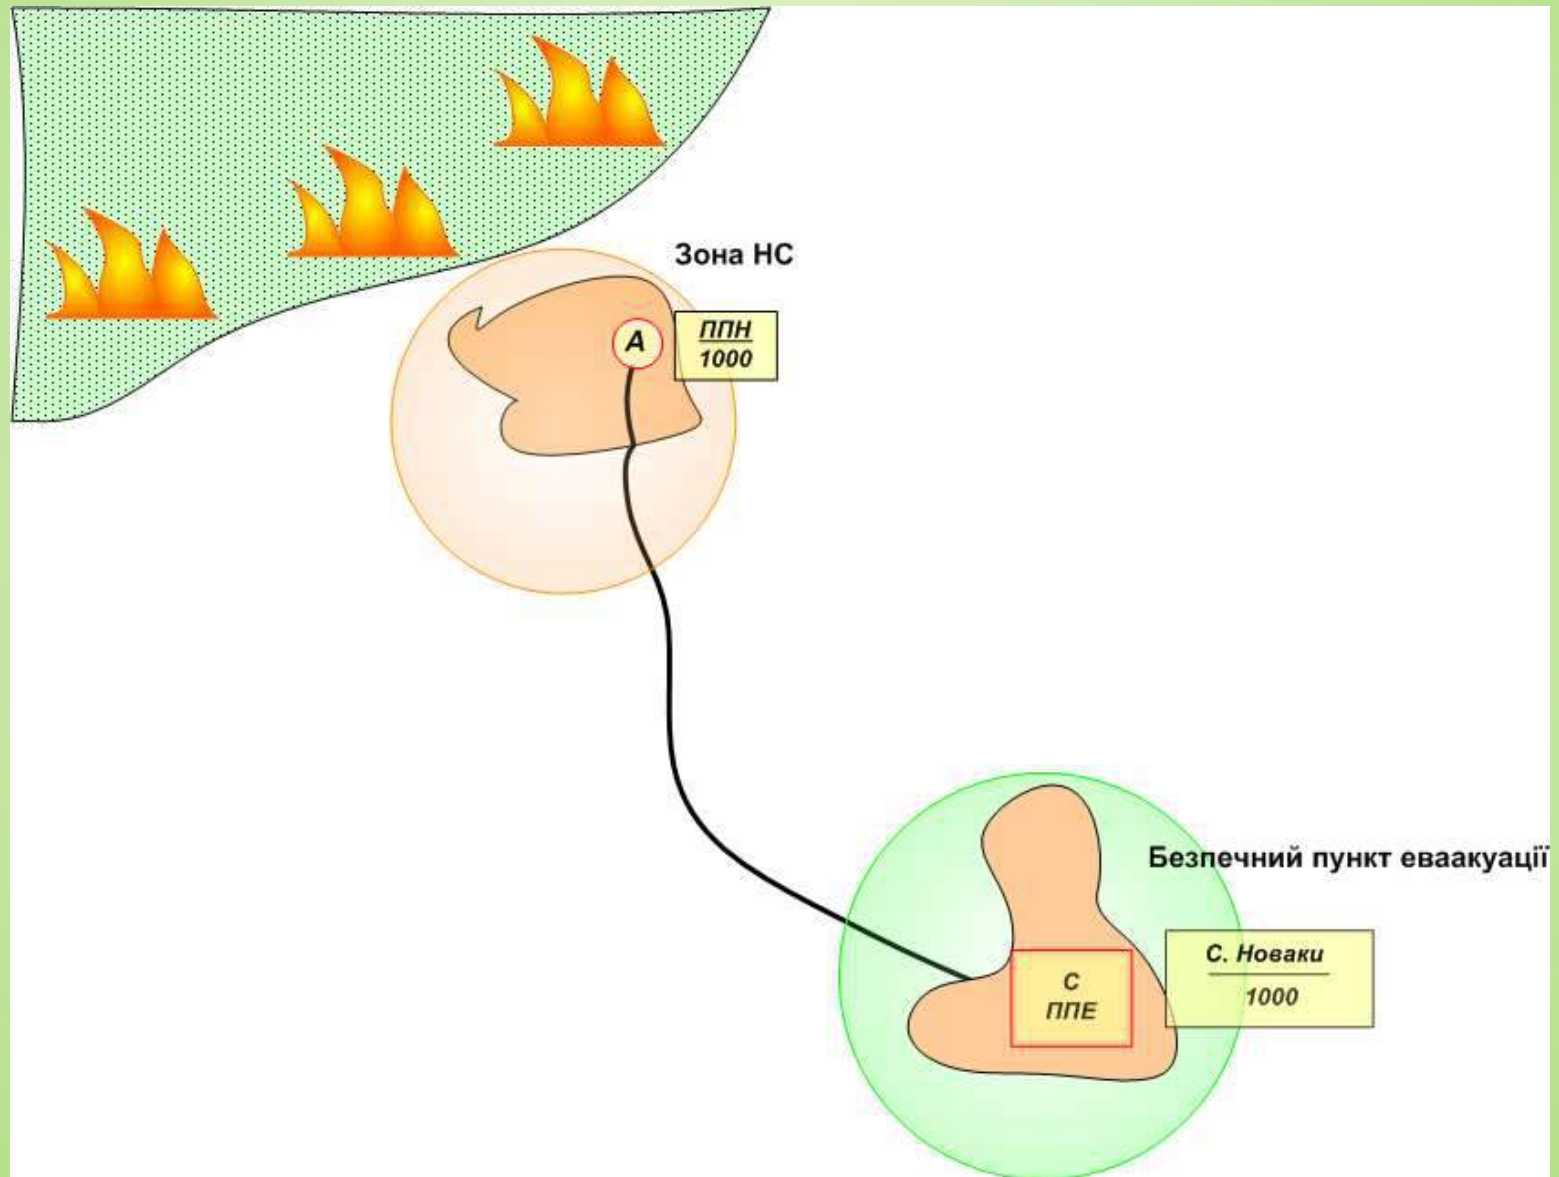 Зона НС
А
ППН
1000
Безпечний пункт еваакуації
С. Новаки
1000
С
ППЕ